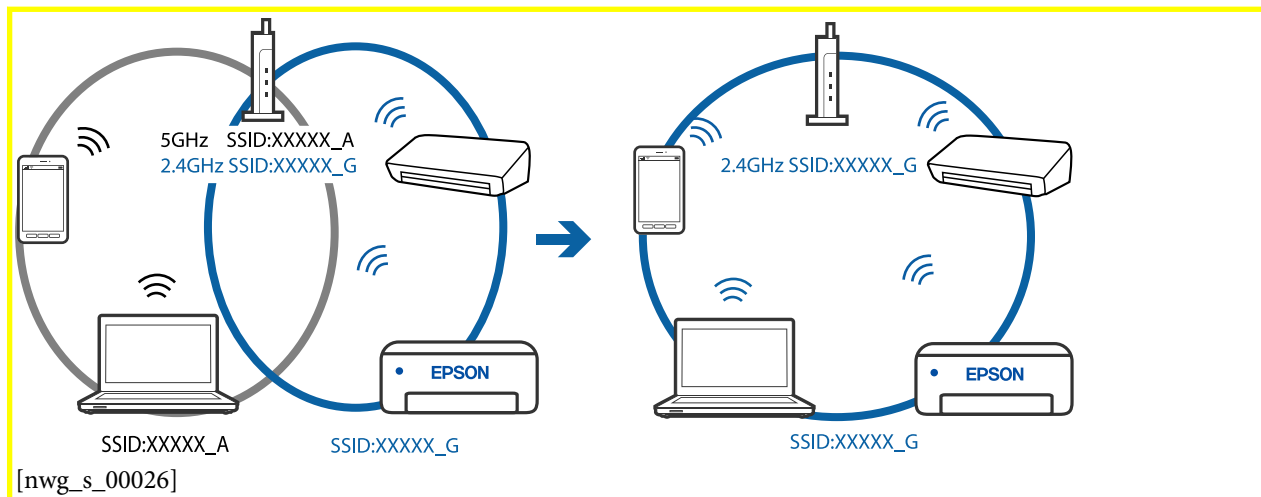 5GHz SSID:XXXXX_A
2.4GHz SSID:XXXXX_G
EPSON
SSID:XXXXX_A
SSID:XXXXX_G
2.4GHz SSID:XXXXX_G
EPSON
SSID:XXXXX_G
[nwg_s_00026]